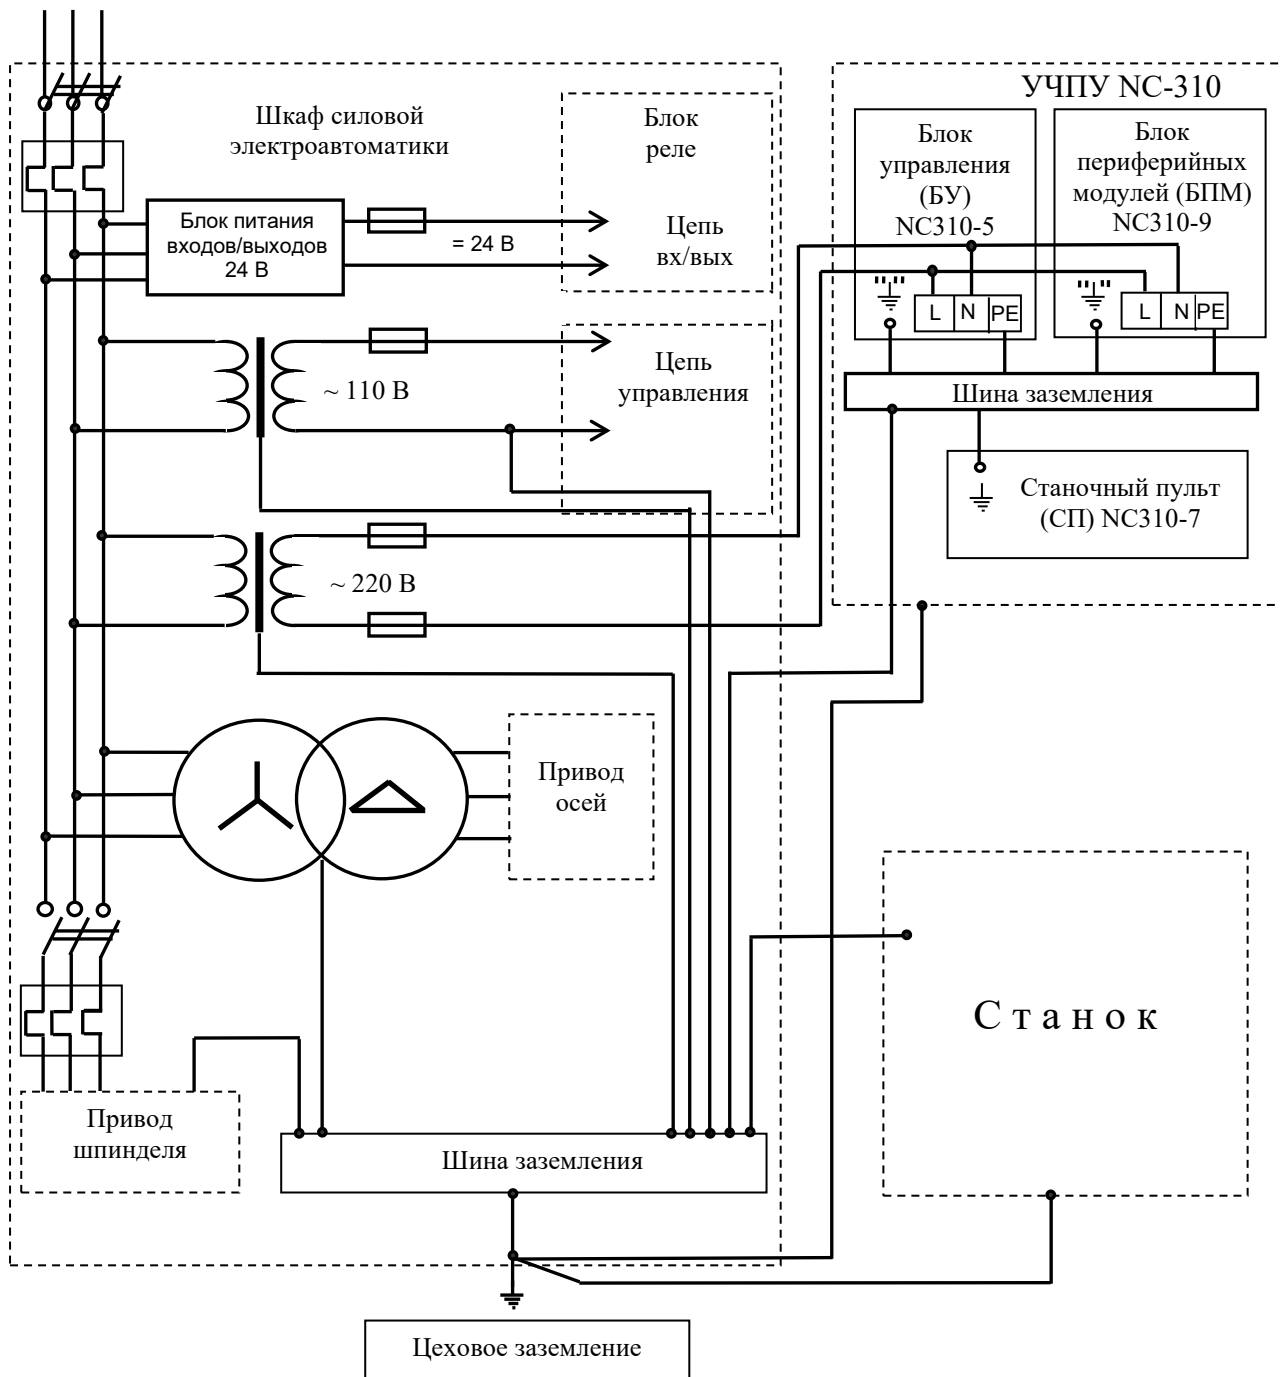 УЧПУ NC-310
Шкаф силовой
электроавтоматики
Блок
реле
Цепь
вх/вых
Блок
управления
(БУ)
NC310-5
Блок
периферийных
модулей (БПМ)
NC310-9
Блок питания
входов/выходов
24 В
= 24 В
L N PE
L N PE
~ 110 В
Цепь
управления
Шина заземления
Станочный пульт
(СП) NC310-7
~ 220 В
Привод
осей
Станок
Привод
шпинделя
Шина заземления
Цеховое заземление